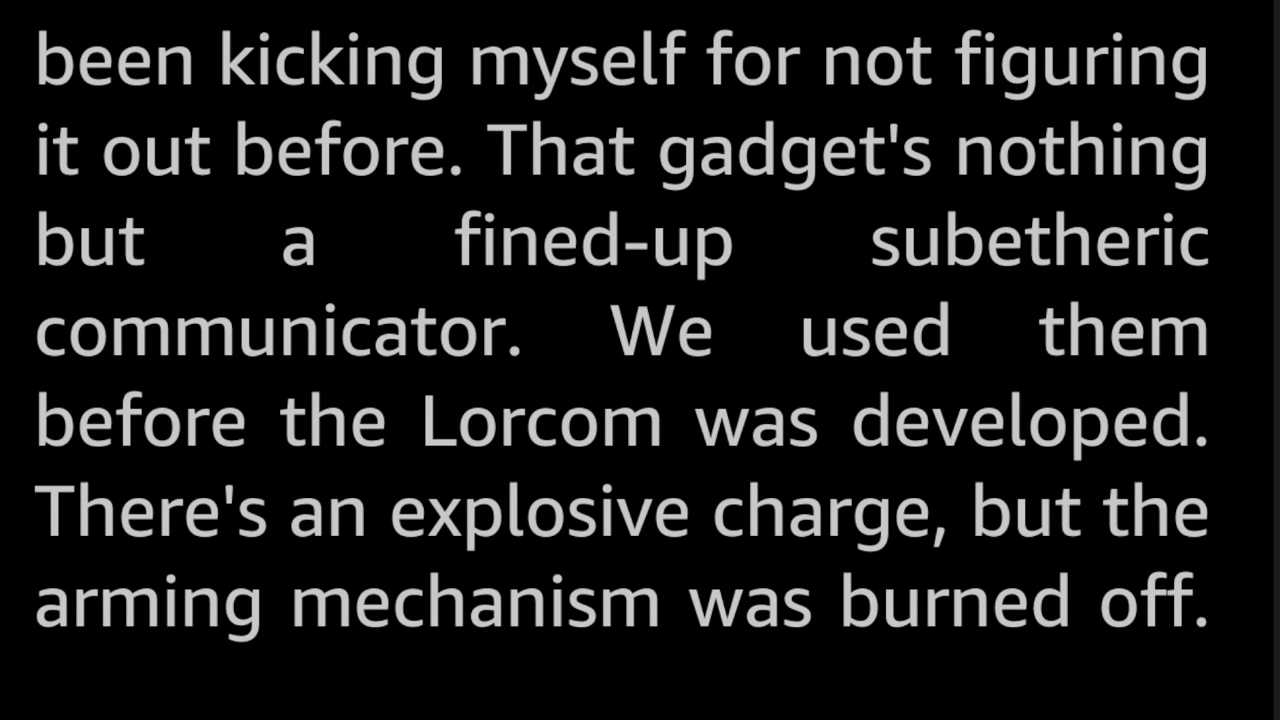 been kicking myself for not figuring
it out before. That gadget's nothing
but a fined-up subetheric
communicator. We used them
before the Lorcom was developed.
There's an explosive charge, but the
arming mechanism was burned off.